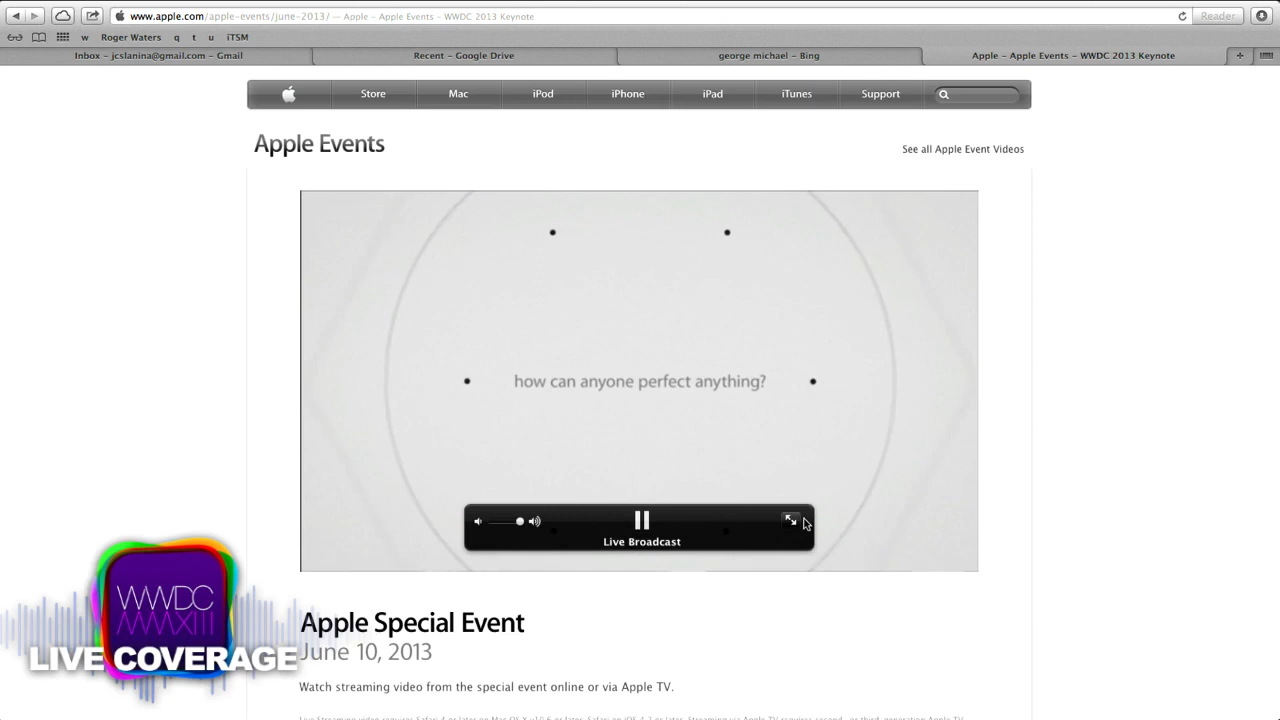 www.apple.com/apple-events/june-2013/ — Apple - Apple Events - WWDC 2013 Keynote
Reader
w Roger Waters q t u iTSM
Inbox - jcslanina@gmail.com - Gmail
Recent - Google Drive
george michael - Bing
Apple - Apple Events - WWDC 2013 Keynote
Store Mac iPod iPhone iPad iTunes Support
Apple Events
See all Apple Event Videos
how can anyone perfect anything?
Live Broadcast
WWDC
MMXIII
LIVE COVERAGE
Apple Special Event
June 10, 2013
Watch streaming video from the special event online or via Apple TV.